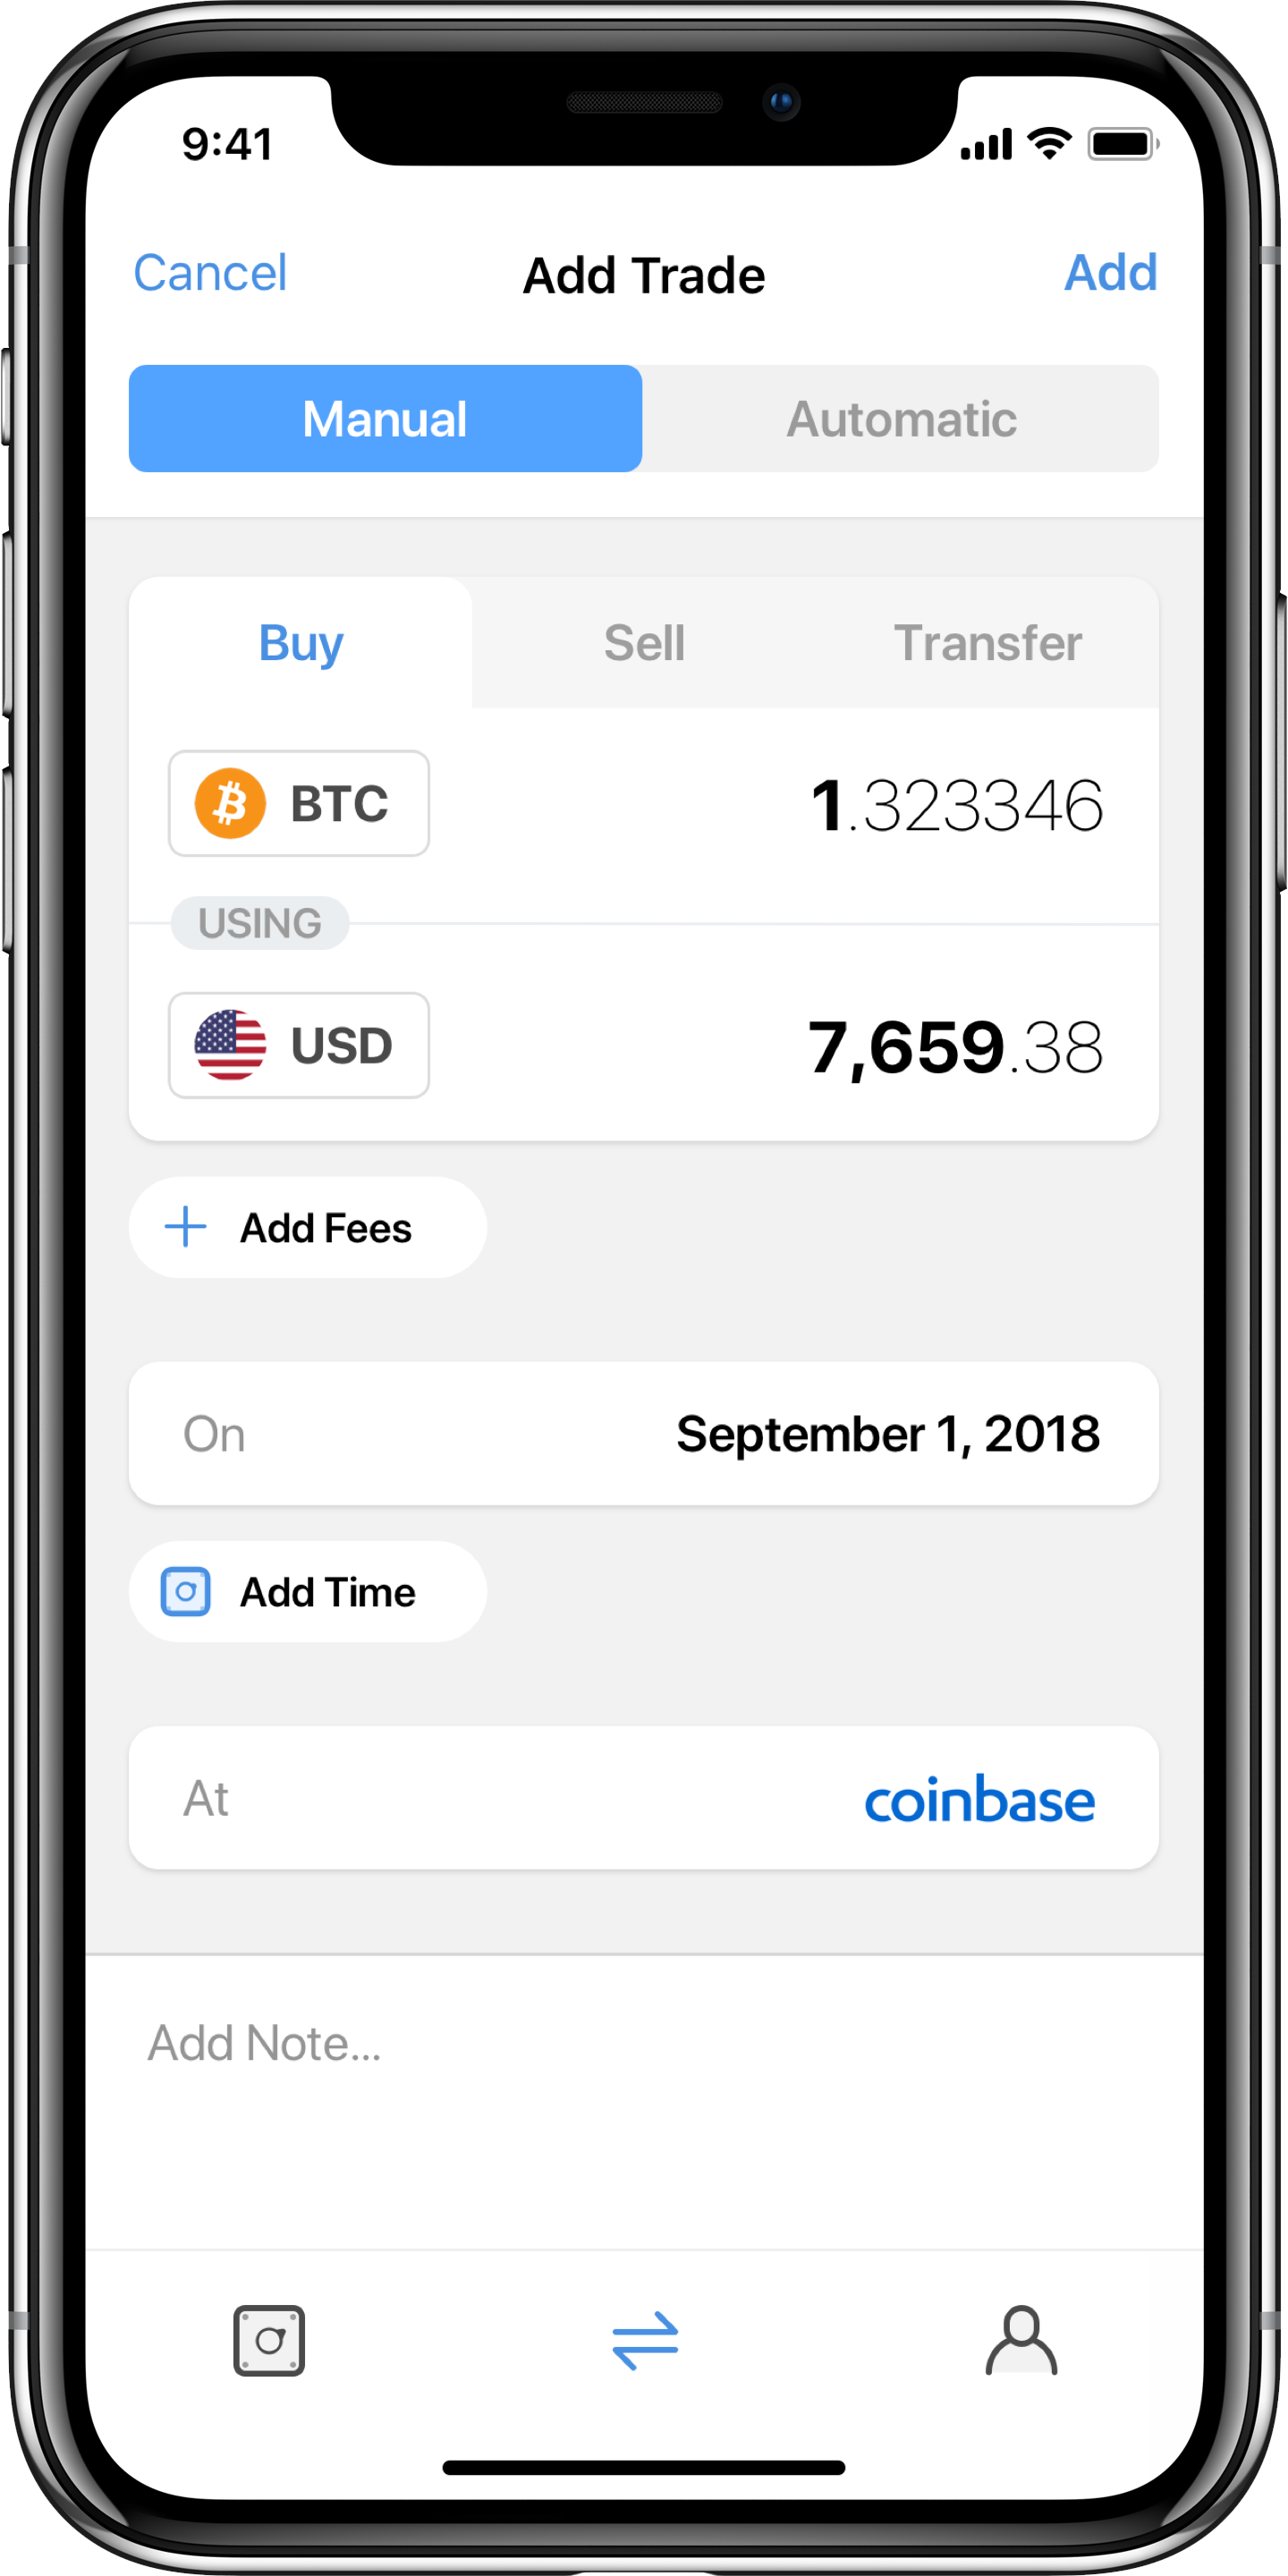 9:41
Cancel Add Trade Add
Manual Automatic
Buy Sell Transfer
BTC 1.323346
USING
USD 7,659.38
Add Fees
On September 1, 2018
Add Time
At coinbase
Add Note...